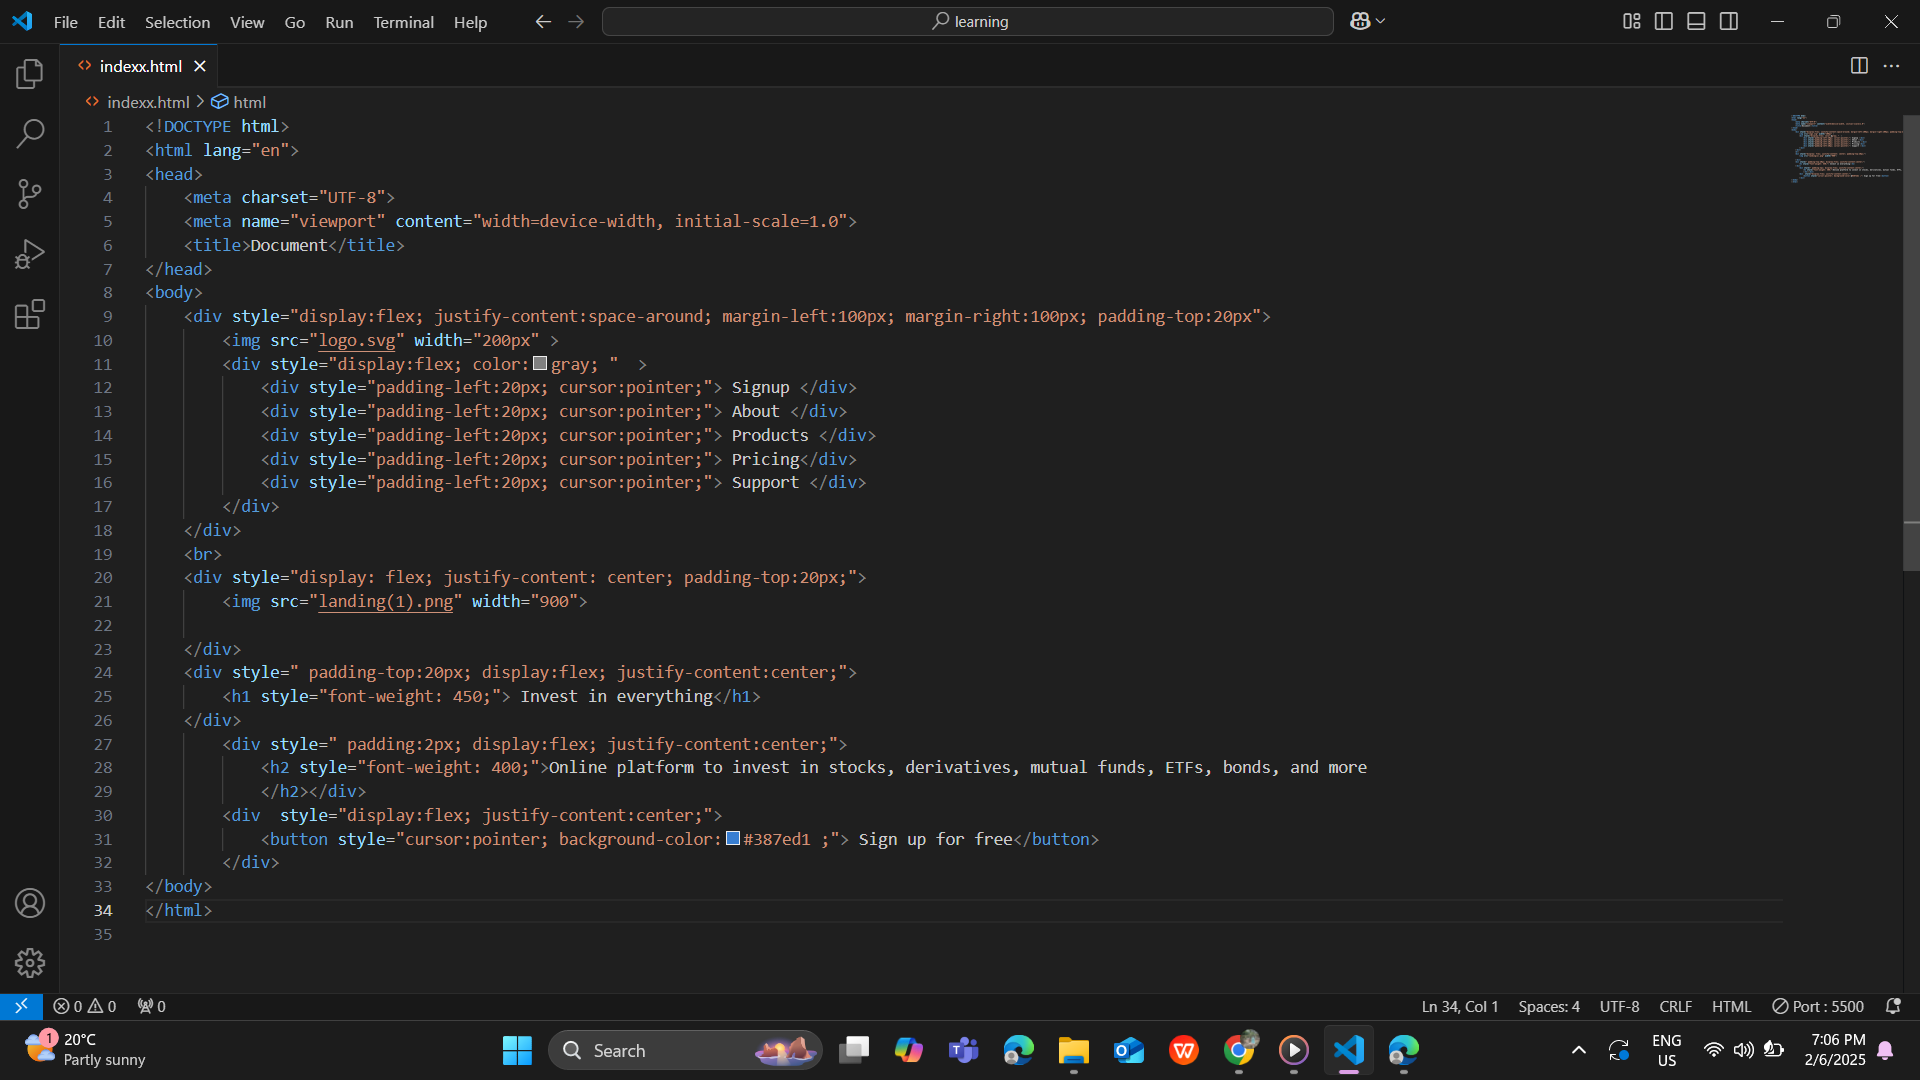 File Edit Selection View Go Run Terminal Help learning
indexx.html
indexx.html > html
1 <!DOCTYPE html>
2 <html lang="en">
3 <head>
4     <meta charset="UTF-8">
5     <meta name="viewport" content="width=device-width, initial-scale=1.0">
6     <title>Document</title>
7 </head>
8 <body>
9     <div style="display:flex; justify-content:space-around; margin-left:100px; margin-right:100px; padding-top:20px">
10         <img src="logo.svg" width="200px" >
11         <div style="display:flex; color:gray; "  >
12             <div style="padding-left:20px; cursor:pointer;"> Signup </div>
13             <div style="padding-left:20px; cursor:pointer;"> About </div>
14             <div style="padding-left:20px; cursor:pointer;"> Products </div>
15             <div style="padding-left:20px; cursor:pointer;"> Pricing</div>
16             <div style="padding-left:20px; cursor:pointer;"> Support </div>
17         </div>
18     </div>
19     <br>
20     <div style="display: flex; justify-content: center; padding-top:20px;">
21         <img src="landing(1).png" width="900">
22
23     </div>
24     <div style=" padding-top:20px; display:flex; justify-content:center;">
25         <h1 style="font-weight: 450;"> Invest in everything</h1>
26     </div>
27         <div style=" padding:2px; display:flex; justify-content:center;">
28             <h2 style="font-weight: 400;">Online platform to invest in stocks, derivatives, mutual funds, ETFs, bonds, and more
29             </h2></div>
30         <div  style="display:flex; justify-content:center;">
31             <button style="cursor:pointer; background-color:#387ed1 ;"> Sign up for free</button>
32         </div>
33 </body>
34 </html>
35
0 0 0 Ln 34, Col 1 Spaces: 4 UTF-8 CRLF HTML Port : 5500
1 20°C
Partly sunny
Search
ENG
US
7:06 PM
2/6/2025